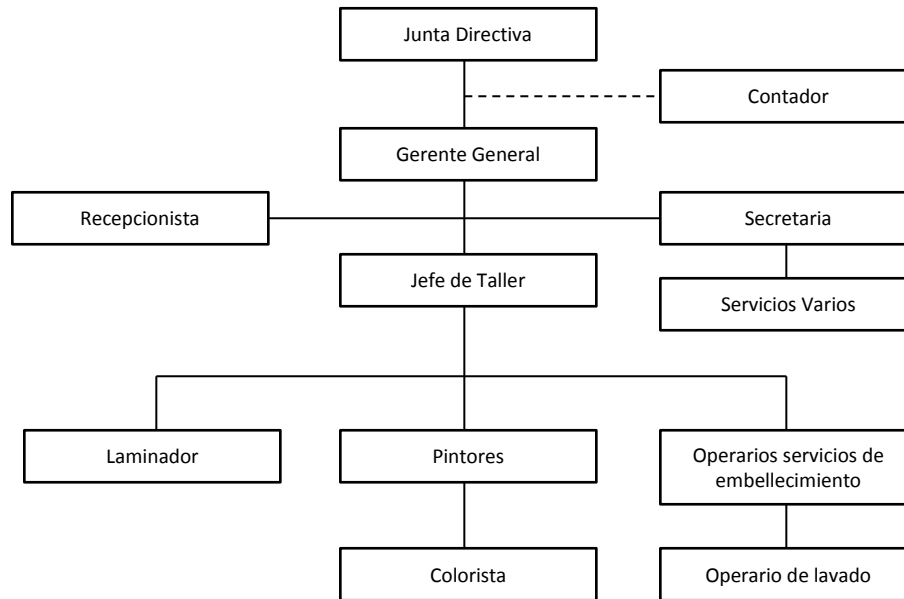 Junta Directiva
Contador
Gerente General
Recepcionista
Secretaria
Jefe de Taller
Servicios Varios
Laminador
Pintores
Operarios servicios de
embellecimiento
Colorista
Operario de lavado